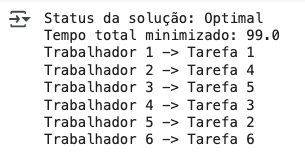 Status da solução: Optimal
Tempo total minimizado: 99.0
Trabalhador 1 -> Tarefa 1
Trabalhador 2 -> Tarefa 4
Trabalhador 3 -> Tarefa 5
Trabalhador 4 -> Tarefa 3
Trabalhador 5 -> Tarefa 2
Trabalhador 6 -> Tarefa 6